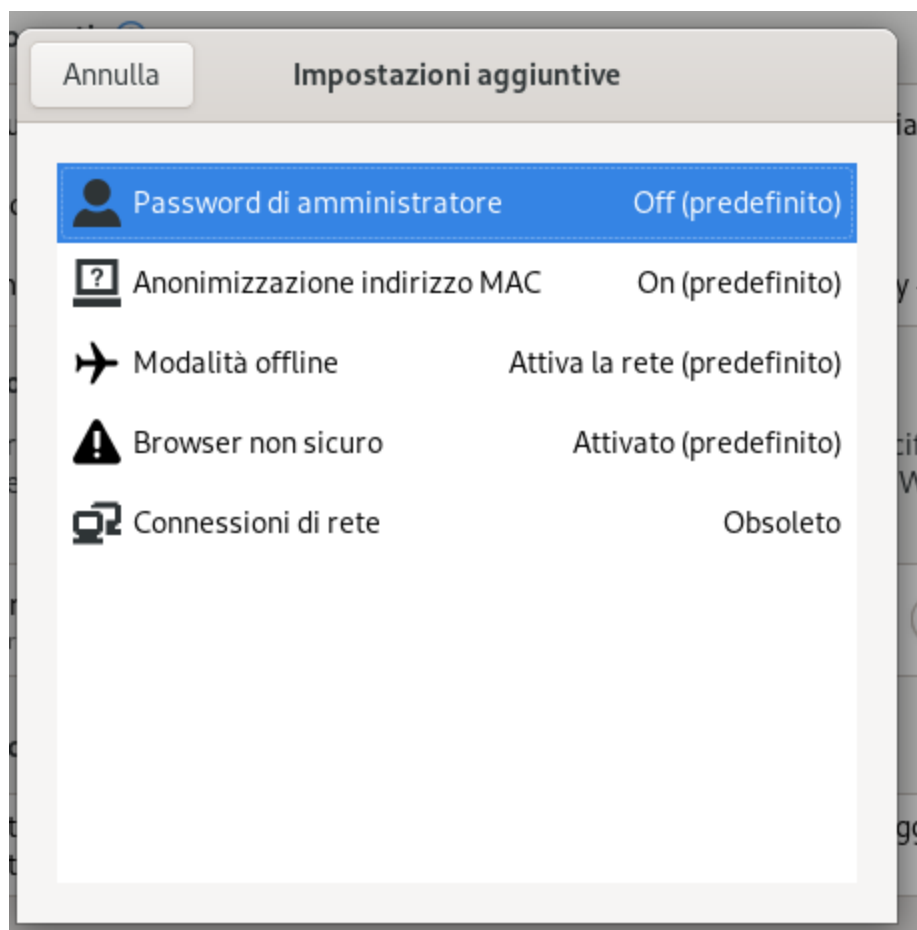 Annulla
Impostazioni aggiuntive
Password di amministratore Off (predefinito)
Anonimizzazione indirizzo MAC On (predefinito)
Modalità offline Attiva la rete (predefinito)
Browser non sicuro Attivato (predefinito)
Connessioni di rete Obsoleto